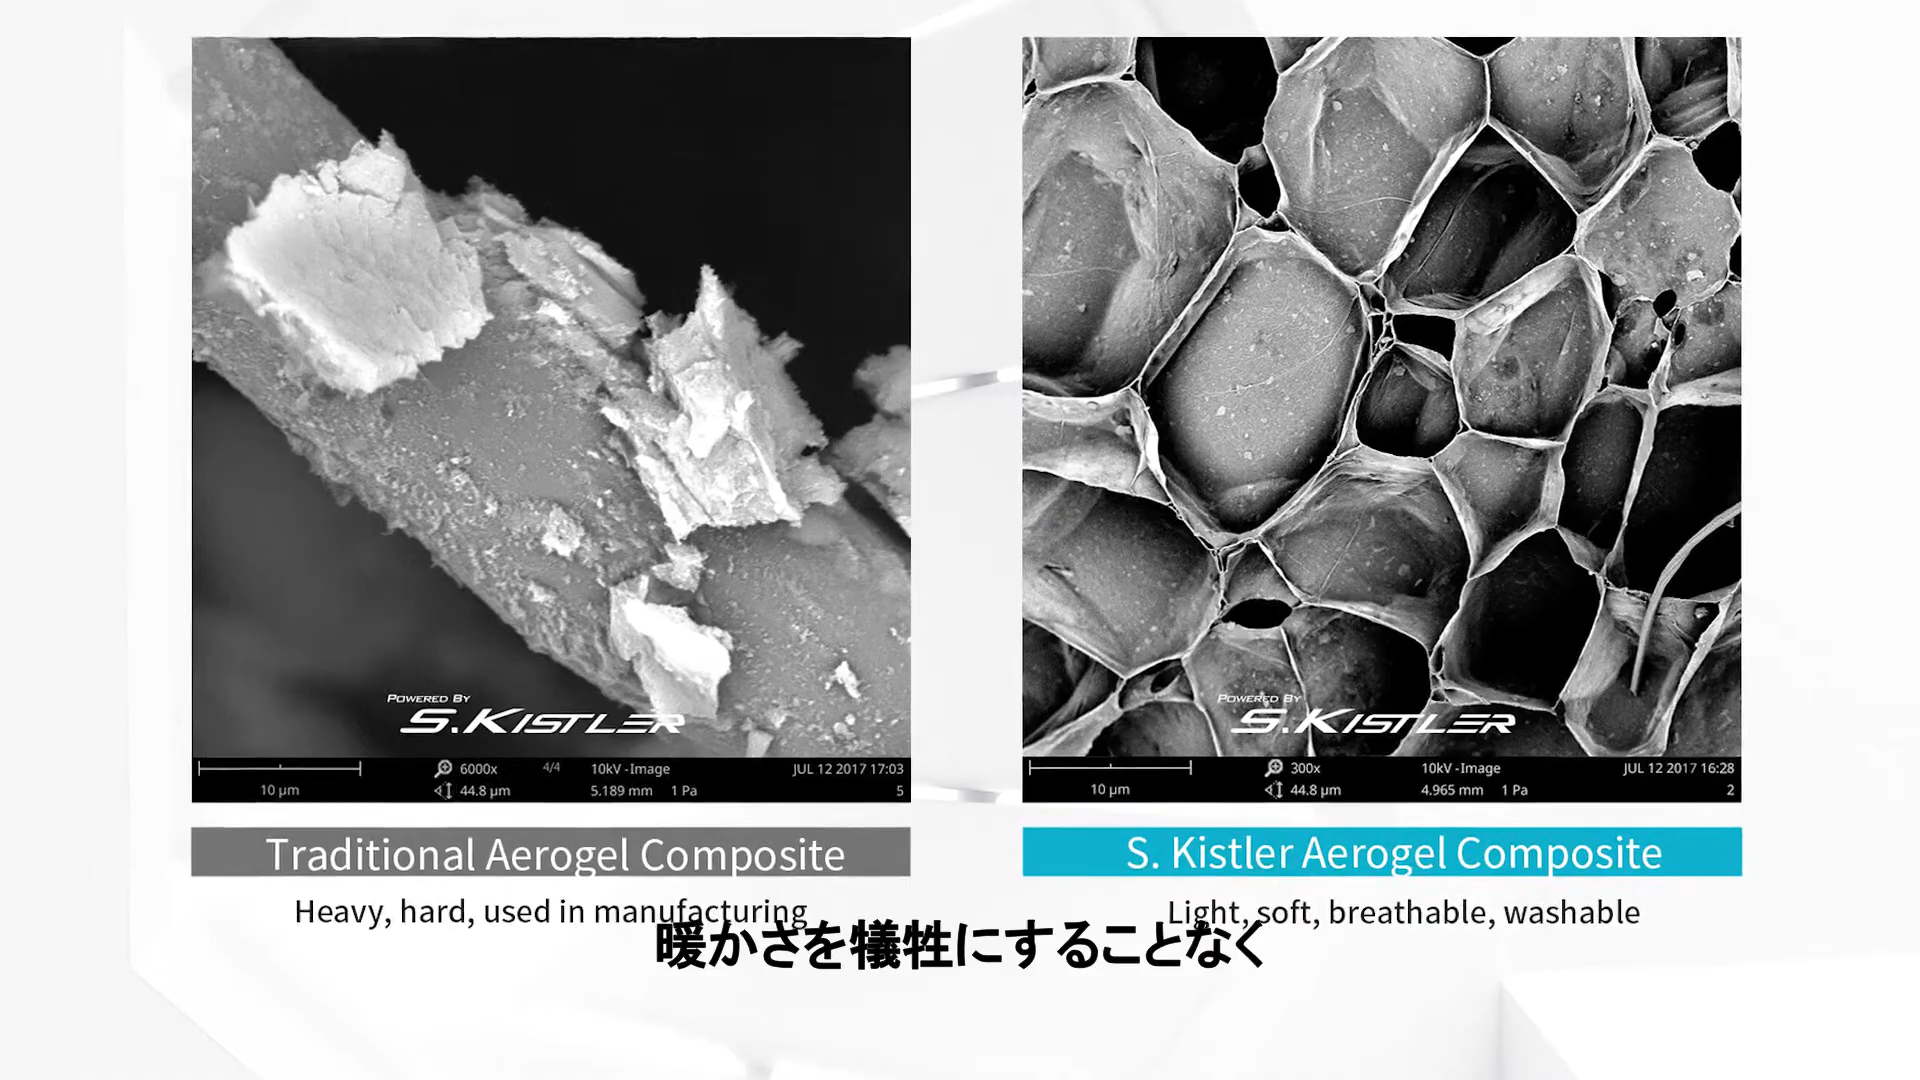 POWERED BY
S.KISTLER
10 µm
6000x
4/4
10kV - Image
JUL 12 2017 17:03
44.8 µm
5.189 mm
1 Pa
5
POWERED BY
S.KISTLER
10 µm
300x
10kV - Image
JUL 12 2017 16:28
44.8 µm
4.965 mm
1 Pa
2
Traditional Aerogel Composite
S. Kistler Aerogel Composite
Heavy, hard, used in manufacturing
Light, soft, breathable, washable
暖かさを犠牲にすることなく